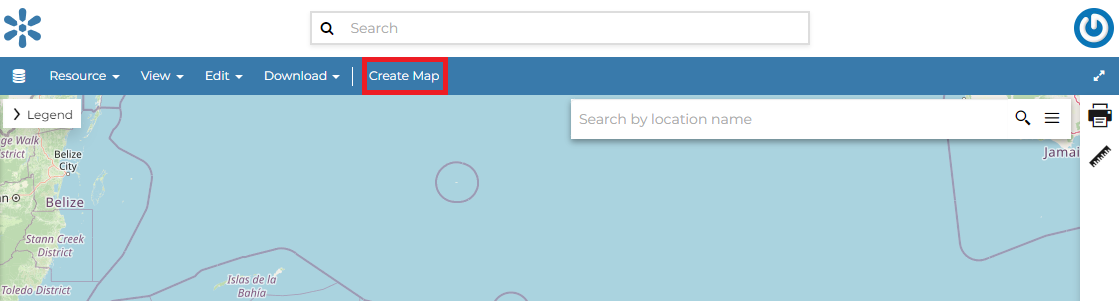 Search
Resource View Edit Download Create Map
Legend
Search by location name
ge Walk
District
Belize
City
Belize
Stann Creek
District
Toledo District
Islas de la
Bahía
Jamai
an